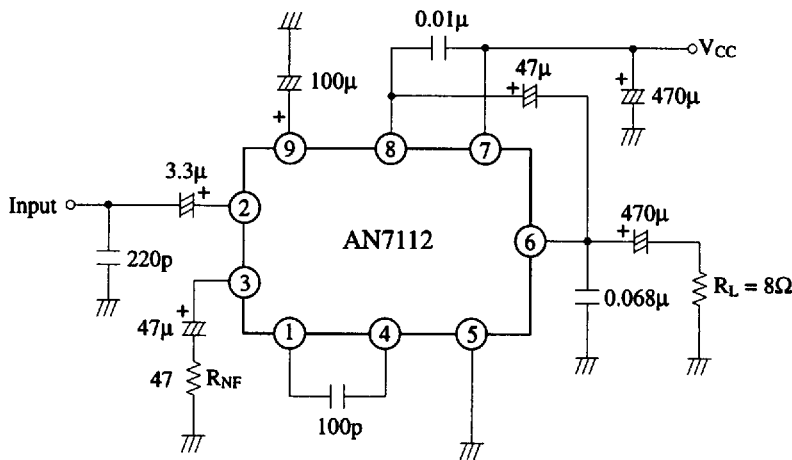 0.01μ
V_CC
47μ
100μ
+
+
470μ
+
9
8
7
3.3μ
+
Input
2
AN7112
6
470μ
+
220p
3
R_L = 8Ω
0.068μ
+
47μ
1
4
5
47
R_NF
100p